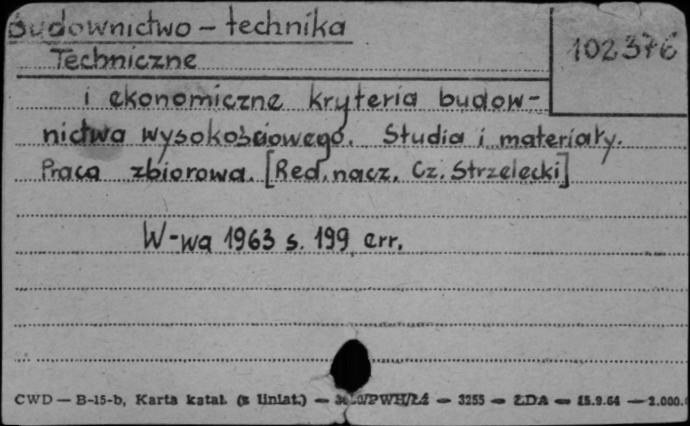 Budownictwo - technika
102376
Techniczne
i ekonomiczne kryteria budow-
nictwa wysokościowego. Studia i materiały.
Praca zbiorowa. [Red. nacz. Cz. Strzelecki]
W-wa 1963 s. 199, err.
CWD — B-15-b, Karta katal. (z liniat.) — /PWH/Łź — 3255 — ŁDA — 15.9.64 — 2.000.